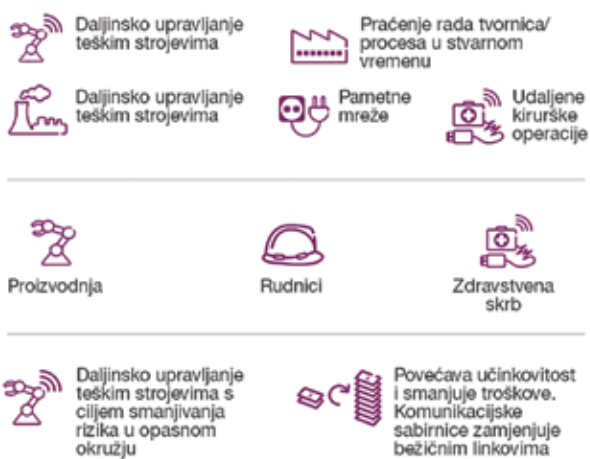 Daljinsko upravljanje
teškim strojevima
Praćenje rada tvornica/
procesa u stvarnom
vremenu
Daljinsko upravljanje
teškim strojevima
Pametne
mreže
Udaljene
kirurške
operacije
Proizvodnja
Rudnici
Zdravstvena
skrb
Daljinsko upravljanje
teškim strojevima s
ciljem smanjivanja
rizika u opasnom
okružju
Povećava učinkovitost
i smanjuje troškove.
Komunikacijske
sabirnice zamjenjuje
bežičnim linkovima